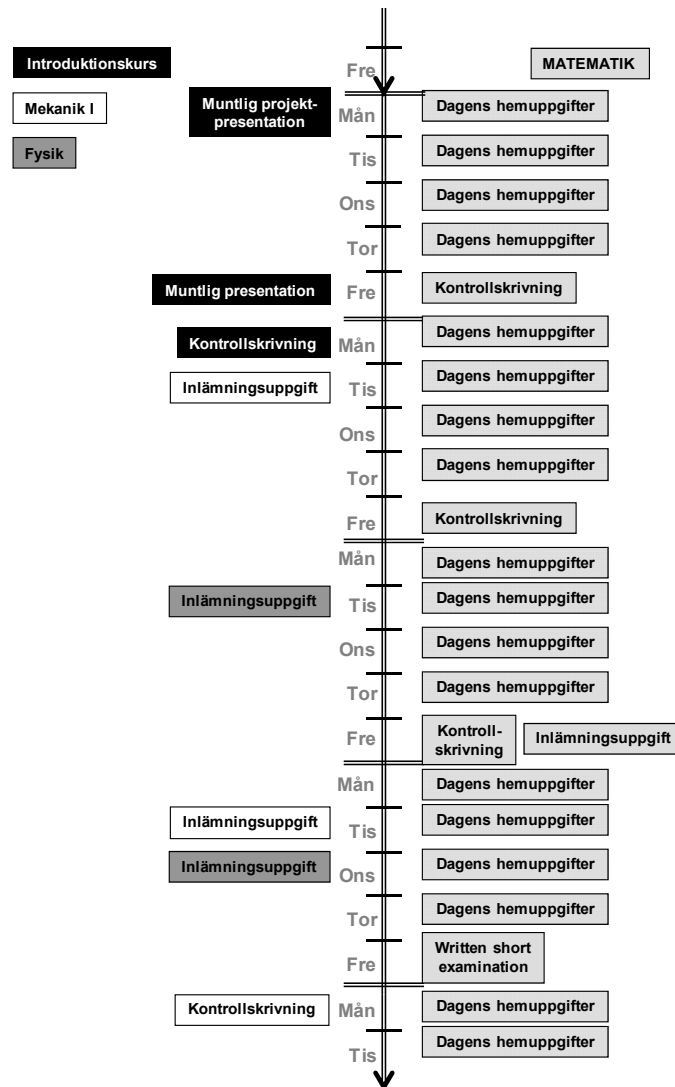 Introduktionskurs
Fre
MATEMATIK
Mekanik I
Muntlig projekt-
presentation
Mån
Dagens hemuppgifter
Fysik
Tis
Dagens hemuppgifter
Ons
Dagens hemuppgifter
Tor
Dagens hemuppgifter
Muntlig presentation
Fre
Kontrollskrivning
Kontrollskrivning
Mån
Dagens hemuppgifter
Inlämningsuppgift
Tis
Dagens hemuppgifter
Ons
Dagens hemuppgifter
Tor
Dagens hemuppgifter
Fre
Kontrollskrivning
Mån
Dagens hemuppgifter
Inlämningsuppgift
Tis
Dagens hemuppgifter
Ons
Dagens hemuppgifter
Tor
Dagens hemuppgifter
Fre
Kontroll-
skrivning
Inlämningsuppgift
Mån
Dagens hemuppgifter
Inlämningsuppgift
Tis
Dagens hemuppgifter
Inlämningsuppgift
Ons
Dagens hemuppgifter
Tor
Dagens hemuppgifter
Fre
Written short
examination
Kontrollskrivning
Mån
Dagens hemuppgifter
Tis
Dagens hemuppgifter